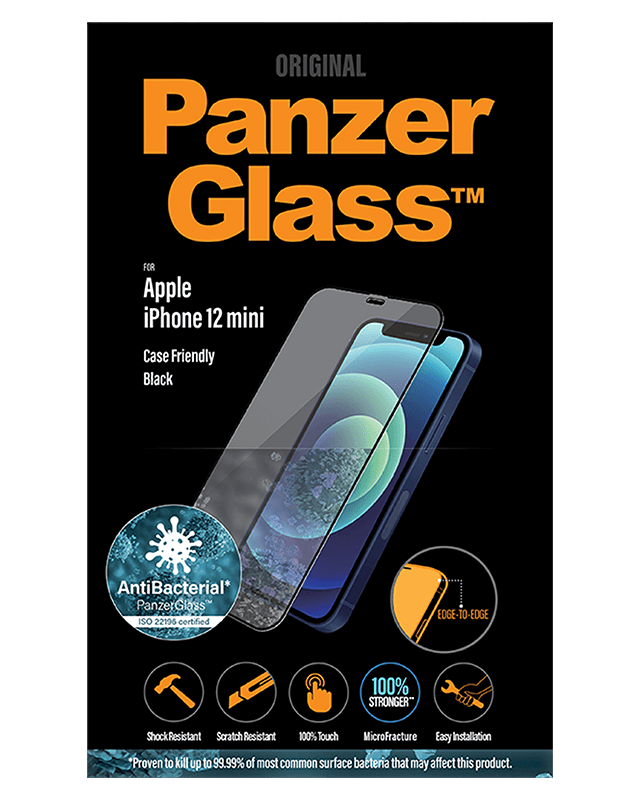 ORIGINAL
Panzer
Glass™
FOR
Apple
iPhone 12 mini
Case Friendly
Black
AntiBacterial*
PanzerGlass™
ISO 22196 certified
EDGE-TO-EDGE
100%
STRONGER**
Shock Resistant
Scratch Resistant
100% Touch
MicroFracture
Easy Installation
*Proven to kill up to 99.99% of most common surface bacteria that may affect this product.